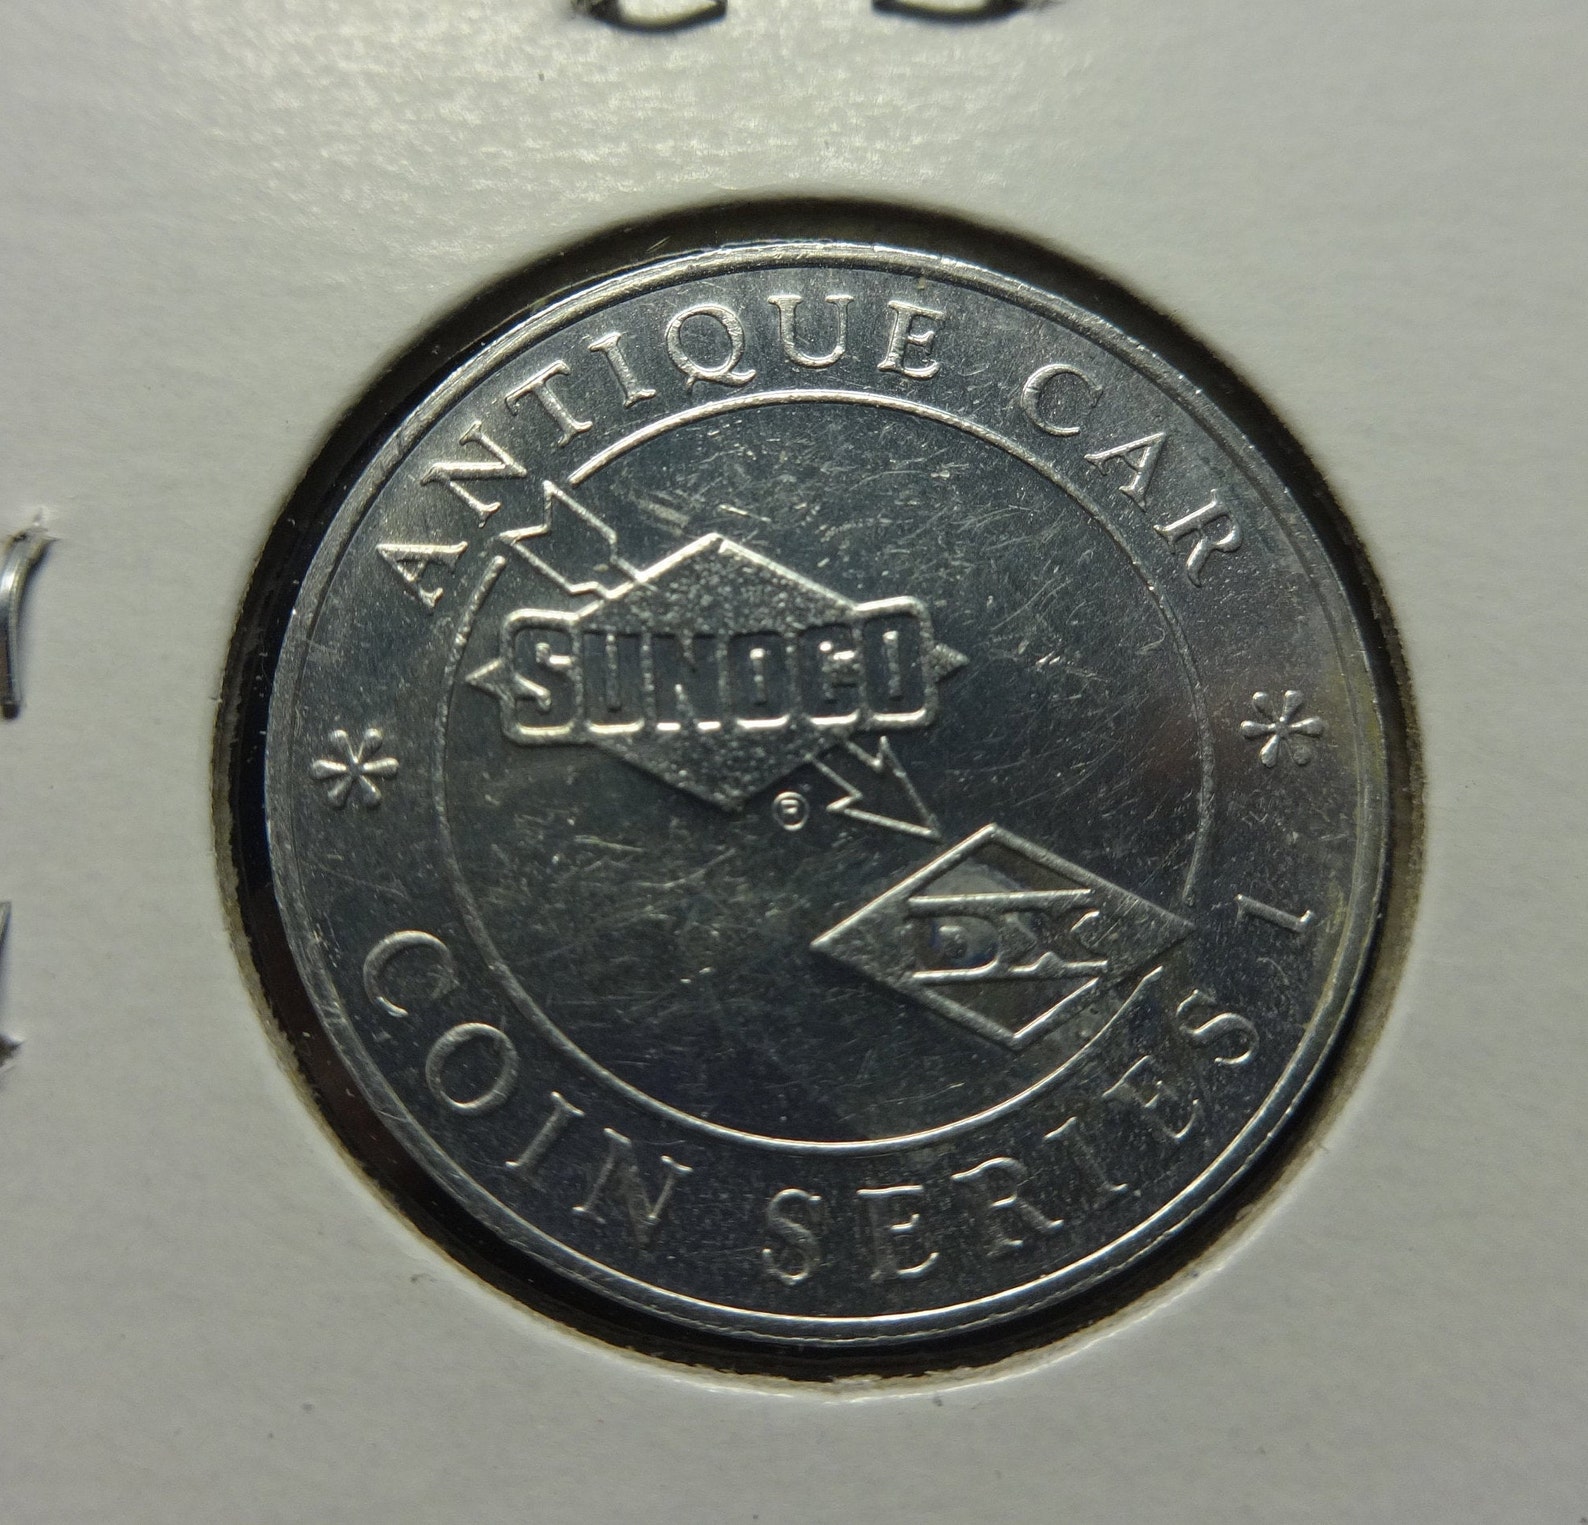 ANTIQUE CAR
SUNOCO
®
DX
COIN SERIES 1